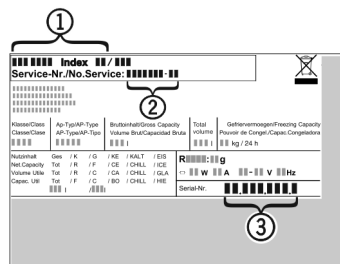 ①
Index /
Service-Nr./No.Service: -
②
Klasse/Class Ap-Typ/AP-Type Bruttoinhalt/Gross Capacity Total Gefriervermoegen/Freezing Capacity
Classe/Clase AP-Type/AP-Tipo Volume Brut/Capacidad Bruta volume Pouvoir de Congel./Capac.Congeladora
l l kg / 24 h
Nutzinhalt Ges / K / G / KE / KALT / EIS
Net Capacity Tot / R / F / CE / CHILL / ICE
Volume Utile Tot / R / C / CA / CHILL / GLA
Capac. Util Tot / F / C / BO / CHILL / HIE
l / l
R : g
W A - V Hz
Serial-Nr.
③